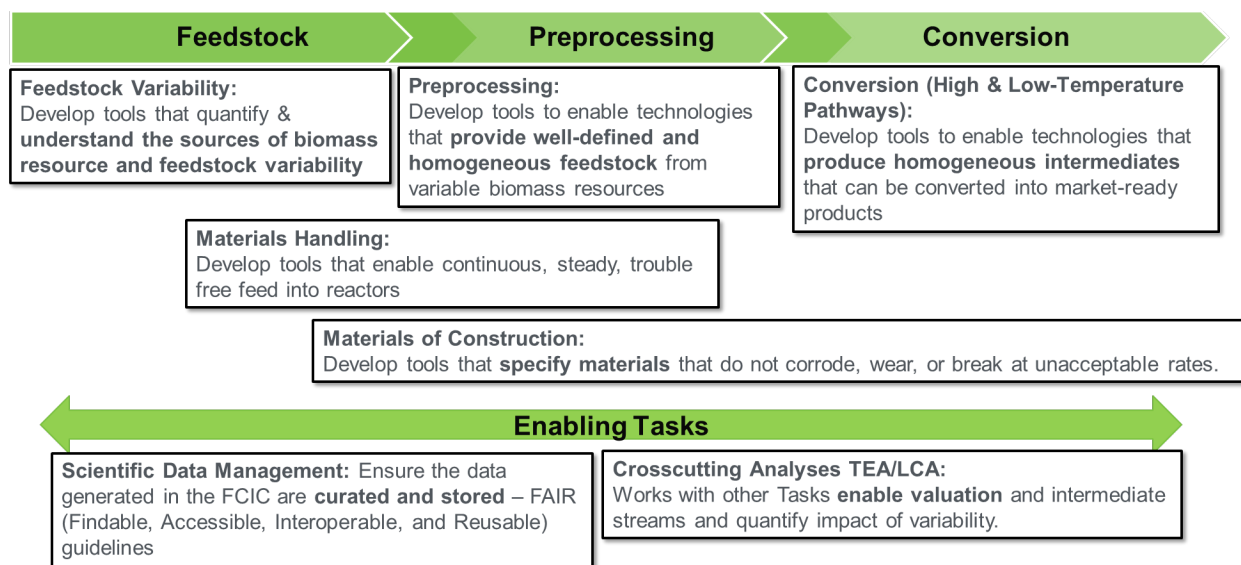 Feedstock
Preprocessing
Conversion
Feedstock Variability:
Develop tools that quantify &
understand the sources of biomass
resource and feedstock variability
Preprocessing:
Develop tools to enable technologies
that provide well-defined and
homogeneous feedstock from
variable biomass resources
Conversion (High & Low-Temperature
Pathways):
Develop tools to enable technologies that
produce homogeneous intermediates
that can be converted into market-ready
products
Materials Handling:
Develop tools that enable continuous, steady, trouble
free feed into reactors
Materials of Construction:
Develop tools that specify materials that do not corrode, wear, or break at unacceptable rates.
Enabling Tasks
Scientific Data Management: Ensure the data
generated in the FCIC are curated and stored – FAIR
(Findable, Accessible, Interoperable, and Reusable)
guidelines
Crosscutting Analyses TEA/LCA:
Works with other Tasks enable valuation and intermediate
streams and quantify impact of variability.